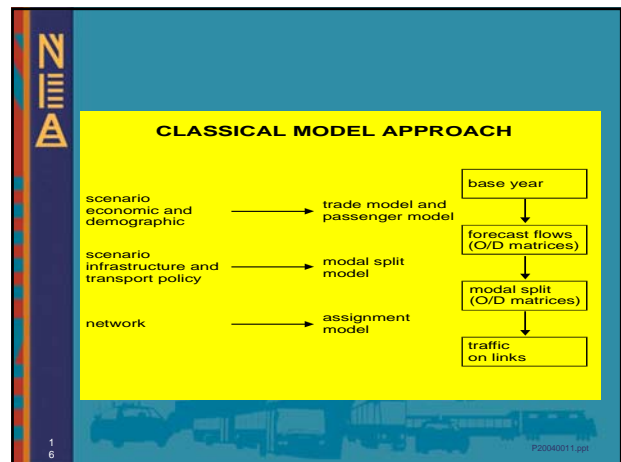 NEA
CLASSICAL MODEL APPROACH
scenario
economic and
demographic
trade model and
passenger model
base year
forecast flows
(O/D matrices)
scenario
infrastructure and
transport policy
modal split
model
modal split
(O/D matrices)
network
assignment
model
traffic
on links
1
6
P20040011.ppt